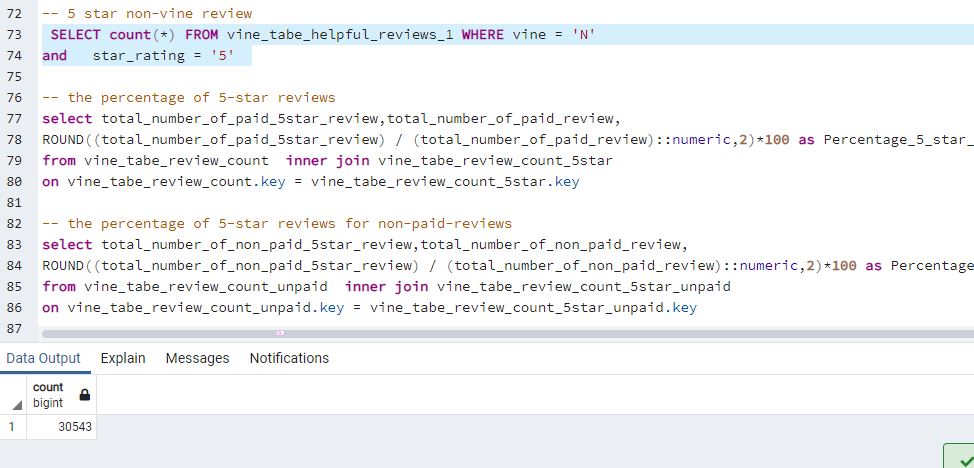 72 -- 5 star non-vine review
73 SELECT count(*) FROM vine_tabe_helpful_reviews_1 WHERE vine = 'N'
74 and star_rating = '5'
75
76 -- the percentage of 5-star reviews
77 select total_number_of_paid_5star_review,total_number_of_paid_review,
78 ROUND((total_number_of_paid_5star_review) / (total_number_of_paid_review)::numeric,2)*100 as Percentage_5_star_
79 from vine_tabe_review_count inner join vine_tabe_review_count_5star
80 on vine_tabe_review_count.key = vine_tabe_review_count_5star.key
81
82 -- the percentage of 5-star reviews for non-paid-reviews
83 select total_number_of_non_paid_5star_review,total_number_of_non_paid_review,
84 ROUND((total_number_of_non_paid_5star_review) / (total_number_of_non_paid_review)::numeric,2)*100 as Percentage
85 from vine_tabe_review_count_unpaid inner join vine_tabe_review_count_5star_unpaid
86 on vine_tabe_review_count_unpaid.key = vine_tabe_review_count_5star_unpaid.key
87
Data Output Explain Messages Notifications
count
bigint
1 30543